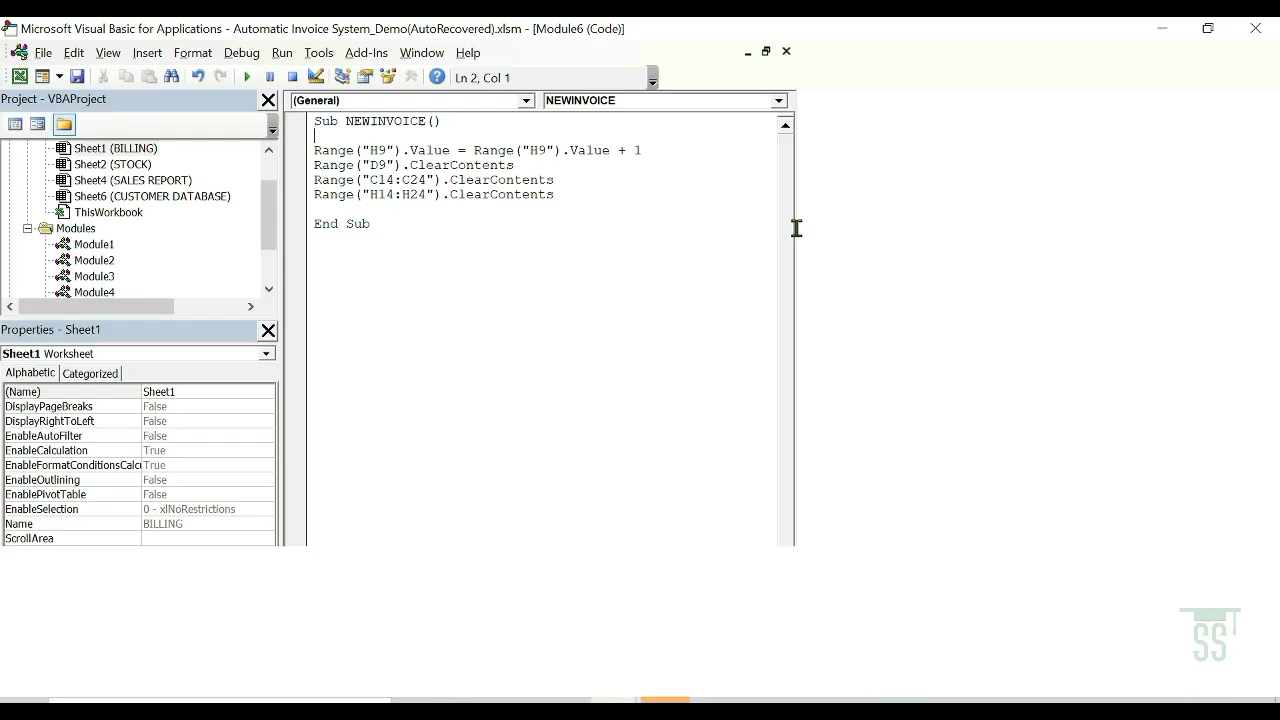 Microsoft Visual Basic for Applications - Automatic Invoice System_Demo(AutoRecovered).xlsm - [Module6 (Code)]
File Edit View Insert Format Debug Run Tools Add-Ins Window Help
Ln 2, Col 1
Project - VBAProject
(General)
NEWINVOICE
Sheet1 (BILLING)
Sheet2 (STOCK)
Sheet4 (SALES REPORT)
Sheet6 (CUSTOMER DATABASE)
ThisWorkbook
Modules
Module1
Module2
Module3
Module4
Sub NEWINVOICE()
Range("H9").Value = Range("H9").Value + 1
Range("D9").ClearContents
Range("C14:C24").ClearContents
Range("H14:H24").ClearContents
End Sub
Properties - Sheet1
Sheet1 Worksheet
Alphabetic Categorized
(Name) Sheet1
DisplayPageBreaks False
DisplayRightToLeft False
EnableAutoFilter False
EnableCalculation True
EnableFormatConditionsCalcu True
EnableOutlining False
EnablePivotTable False
EnableSelection 0 - xlNoRestrictions
Name BILLING
ScrollArea
SS